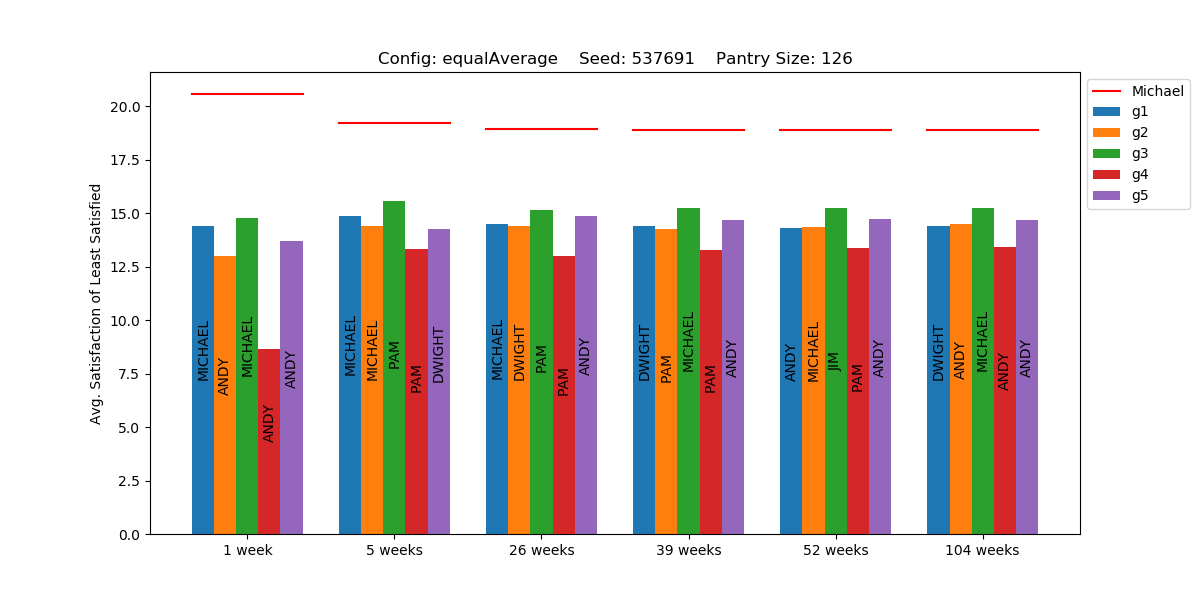 Config: equalAverage    Seed: 537691    Pantry Size: 126
Avg. Satisfaction of Least Satisfied
20.0
17.5
15.0
12.5
10.0
7.5
5.0
2.5
0.0
MICHAEL
ANDY
MICHAEL
ANDY
ANDY
MICHAEL
MICHAEL
PAM
PAM
DWIGHT
MICHAEL
DWIGHT
PAM
PAM
ANDY
DWIGHT
PAM
MICHAEL
PAM
ANDY
ANDY
MICHAEL
JIM
PAM
ANDY
DWIGHT
ANDY
MICHAEL
ANDY
ANDY
1 week
5 weeks
26 weeks
39 weeks
52 weeks
104 weeks
Michael
g1
g2
g3
g4
g5